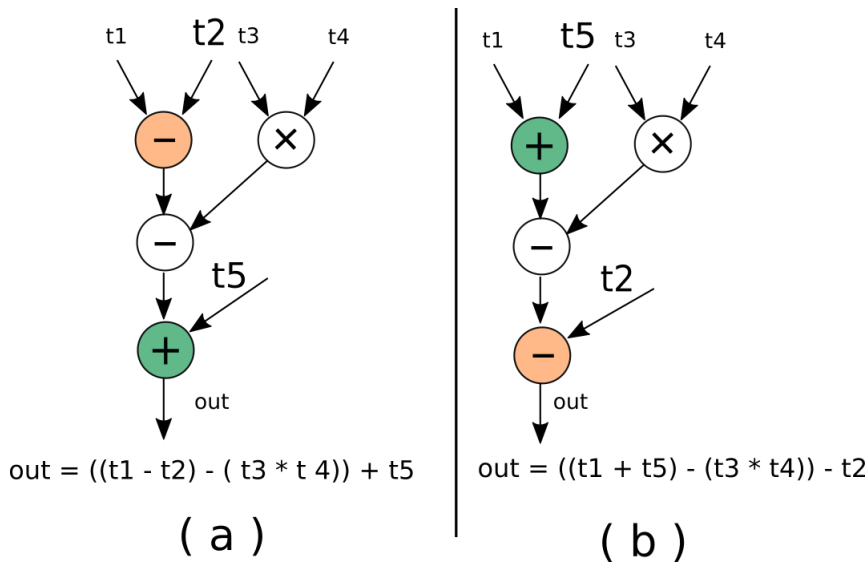 t1 t2 t3 t4
− ×
−
t5
+
out
out = ((t1 - t2) - ( t3 * t 4)) + t5
( a )
t1 t5 t3 t4
+ ×
−
t2
−
out
out = ((t1 + t5) - (t3 * t4)) - t2
( b )